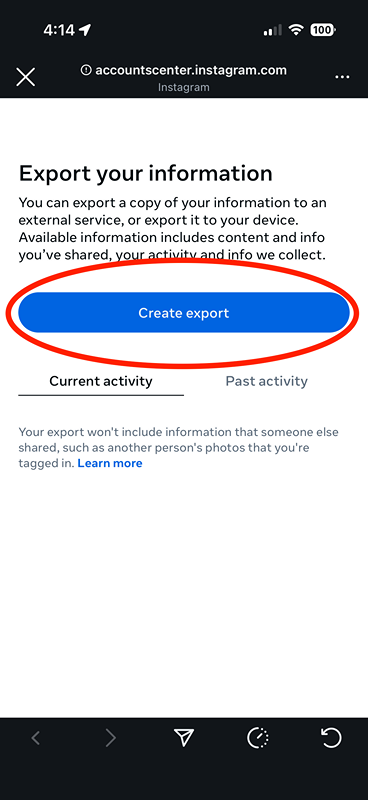 4:14
100
accountscenter.instagram.com
Instagram
Export your information
You can export a copy of your information to an
external service, or export it to your device.
Available information includes content and info
you've shared, your activity and info we collect.
Create export
Current activity
Past activity
Your export won't include information that someone else
shared, such as another person's photos that you're
tagged in. Learn more